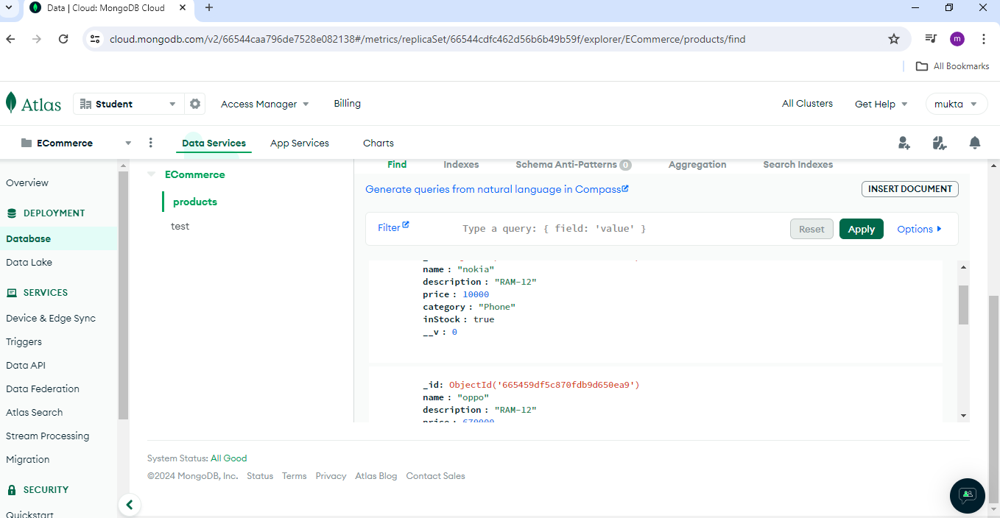 Data | Cloud: MongoDB Cloud
cloud.mongodb.com/v2/66544caa796de7528e082138#/metrics/replicaSet/66544cdfc462d56b6b49b59f/explorer/ECommerce/products/find
m
All Bookmarks
Atlas
Student
Access Manager
Billing
All Clusters
Get Help
mukta
ECommerce
Data Services
App Services
Charts
Overview
DEPLOYMENT
Database
Data Lake
SERVICES
Device & Edge Sync
Triggers
Data API
Data Federation
Atlas Search
Stream Processing
Migration
SECURITY
Quickstart
ECommerce
products
test
Find
Indexes
Schema Anti-Patterns 0
Aggregation
Search Indexes
Generate queries from natural language in Compass
INSERT DOCUMENT
Filter
Type a query: { field: 'value' }
Reset
Apply
Options
name : "nokia"
description : "RAM-12"
price : 10000
category : "Phone"
inStock : true
__v : 0
_id: ObjectId('665459df5c870fdb9d650ea9')
name : "oppo"
description : "RAM-12"
price : 670000
System Status: All Good
©2024 MongoDB, Inc. Status Terms Privacy Atlas Blog Contact Sales